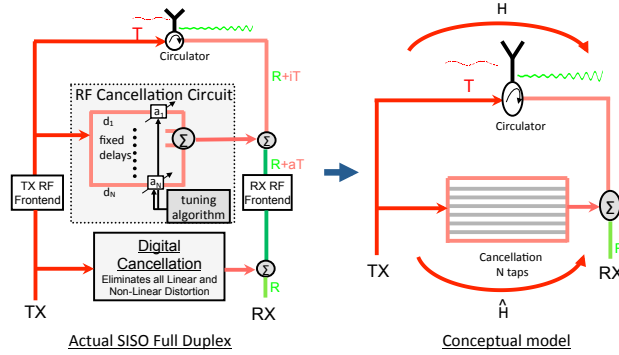 T
Circulator
R+iT
RF Cancellation Circuit
d1
a1
fixed
delays
Σ
Σ
R+aT
aN
dN
tuning
algorithm
TX RF
Frontend
RX RF
Frontend
Digital
Cancellation
Eliminates all Linear and
Non-Linear Distortion
Σ
R
TX
RX
Actual SISO Full Duplex
H
T
Circulator
Σ
R
TX
Cancellation
N taps
RX
Ĥ
Conceptual model